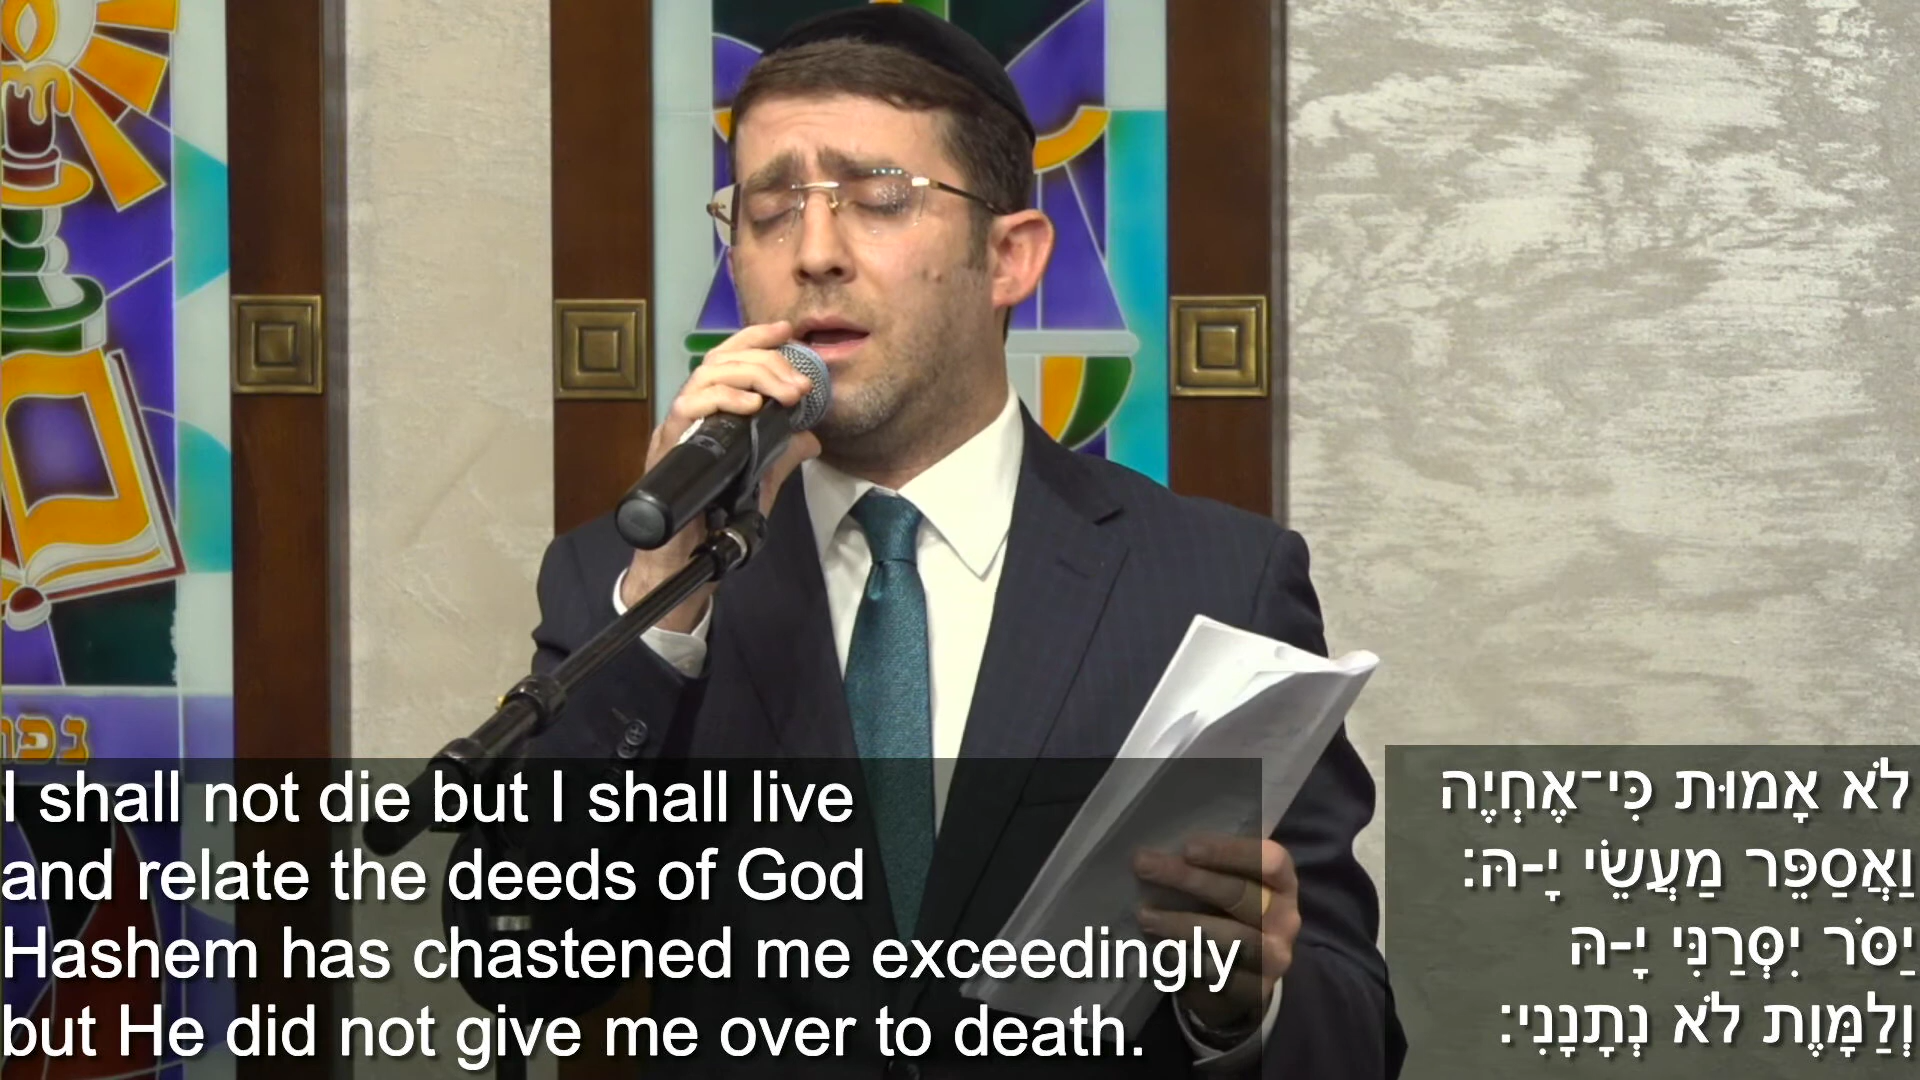 I shall not die but I shall live
and relate the deeds of God
Hashem has chastened me exceedingly
but He did not give me over to death.
לֹא אָמוּת כִּי־אֶחְיֶה
וַאֲסַפֵּר מַעֲשֵׂי יָ-הּ׃
יַסֹּר יִסְּרַנִּי יָ-הּ
וְלַמָּוֶת לֹא נְתָנָנִי׃